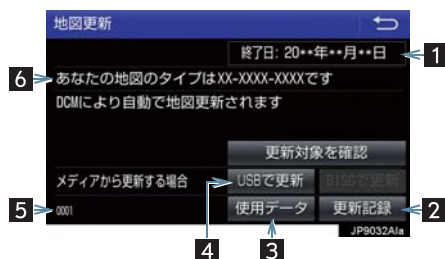 地図更新
終了日: 20**年**月**日
1
6
あなたの地図のタイプはXX-XXXX-XXXXです
DCMにより自動で地図更新されます
更新対象を確認
メディアから更新する場合
USBで更新
DISCで更新
5
0001
使用データ
更新記録
2
JP9032AIa
4
3